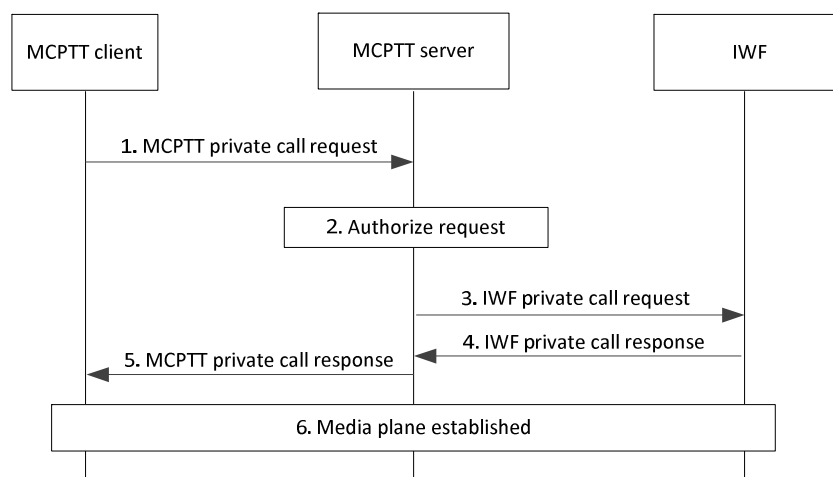 MCPTT client
MCPTT server
IWF
1. MCPTT private call request
2. Authorize request
3. IWF private call request
4. IWF private call response
5. MCPTT private call response
6. Media plane established